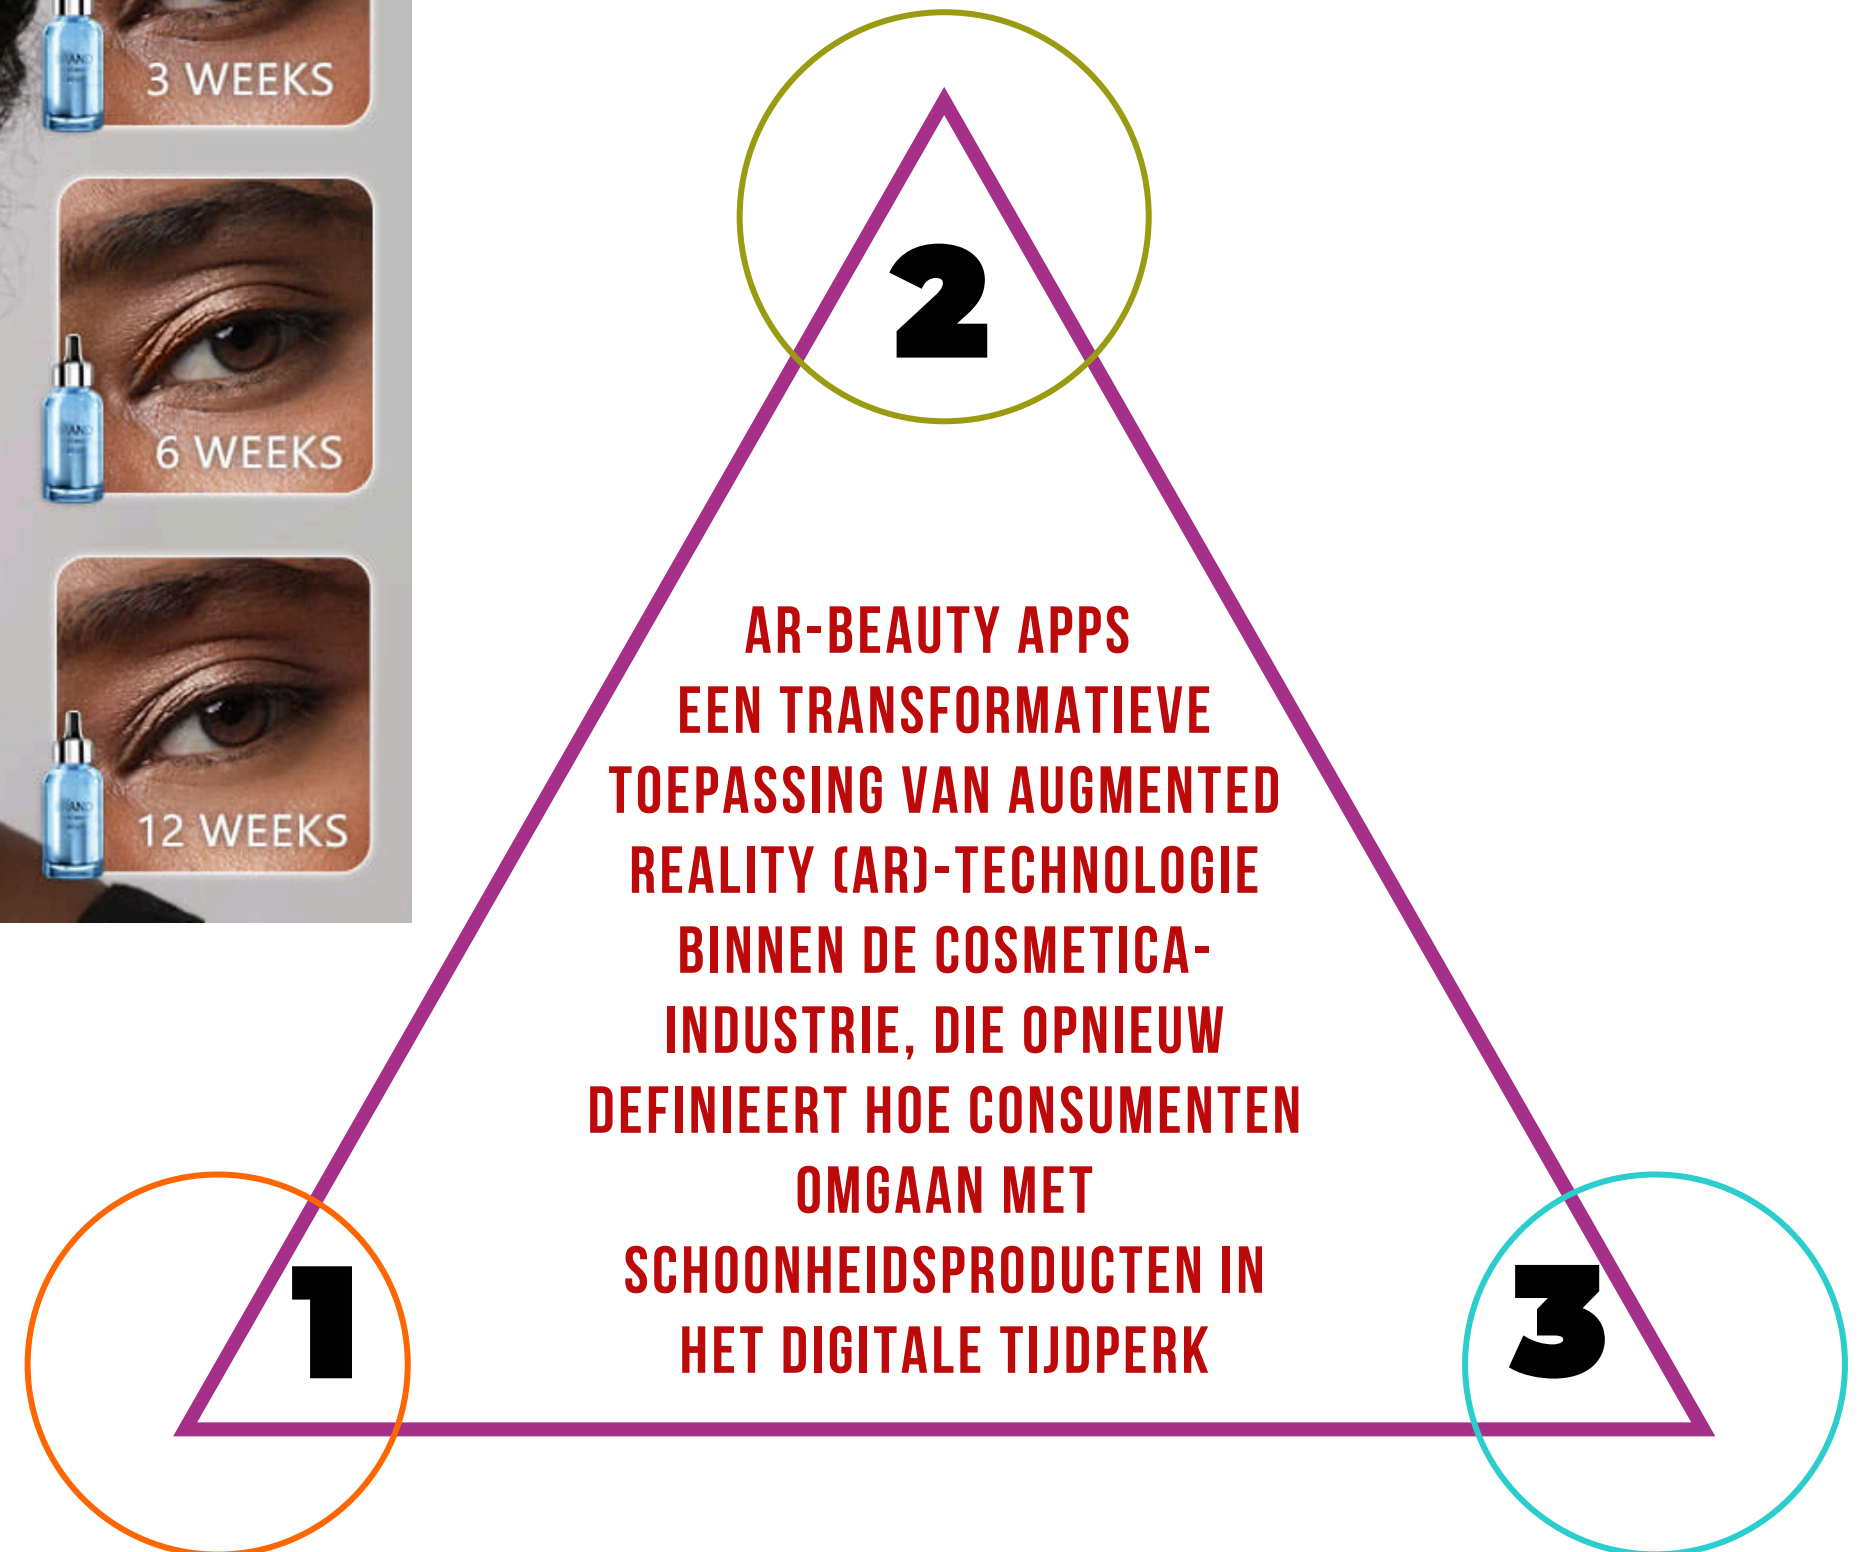 3 WEEKS
6 WEEKS
12 WEEKS
2
AR-BEAUTY APPS
EEN TRANSFORMATIEVE
TOEPASSING VAN AUGMENTED
REALITY (AR)-TECHNOLOGIE
BINNEN DE COSMETICA-
INDUSTRIE, DIE OPNIEUW
DEFINIEERT HOE CONSUMENTEN
OMGAAN MET
SCHOONHEIDSPRODUCTEN IN
HET DIGITALE TIJDPERK
1
3